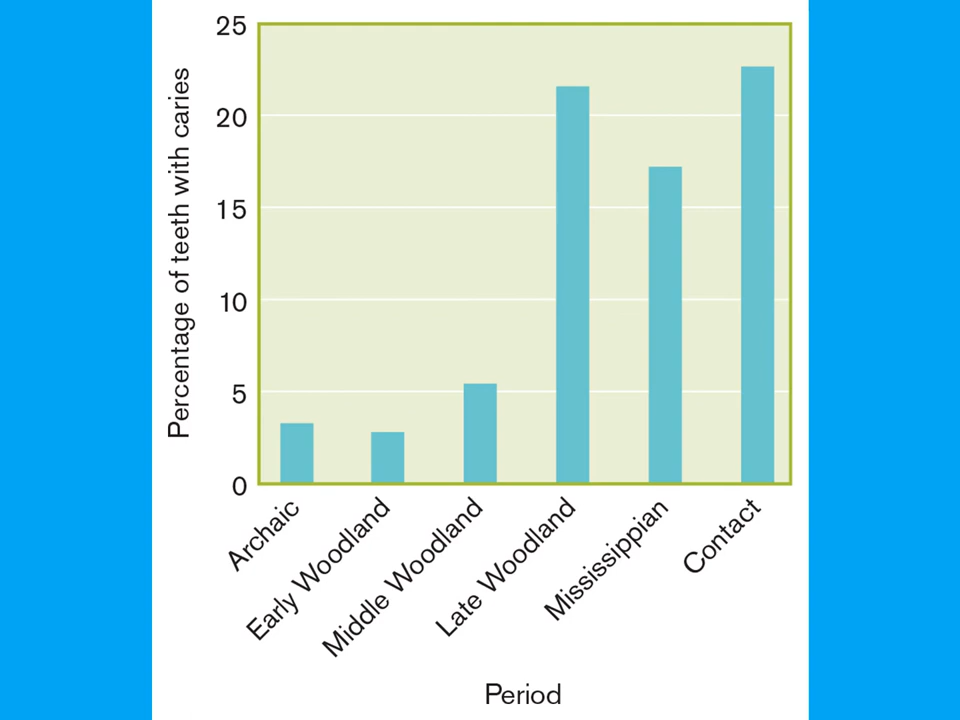 Percentage of teeth with caries
25
20
15
10
5
0
Archaic
Early Woodland
Middle Woodland
Late Woodland
Mississippian
Contact
Period